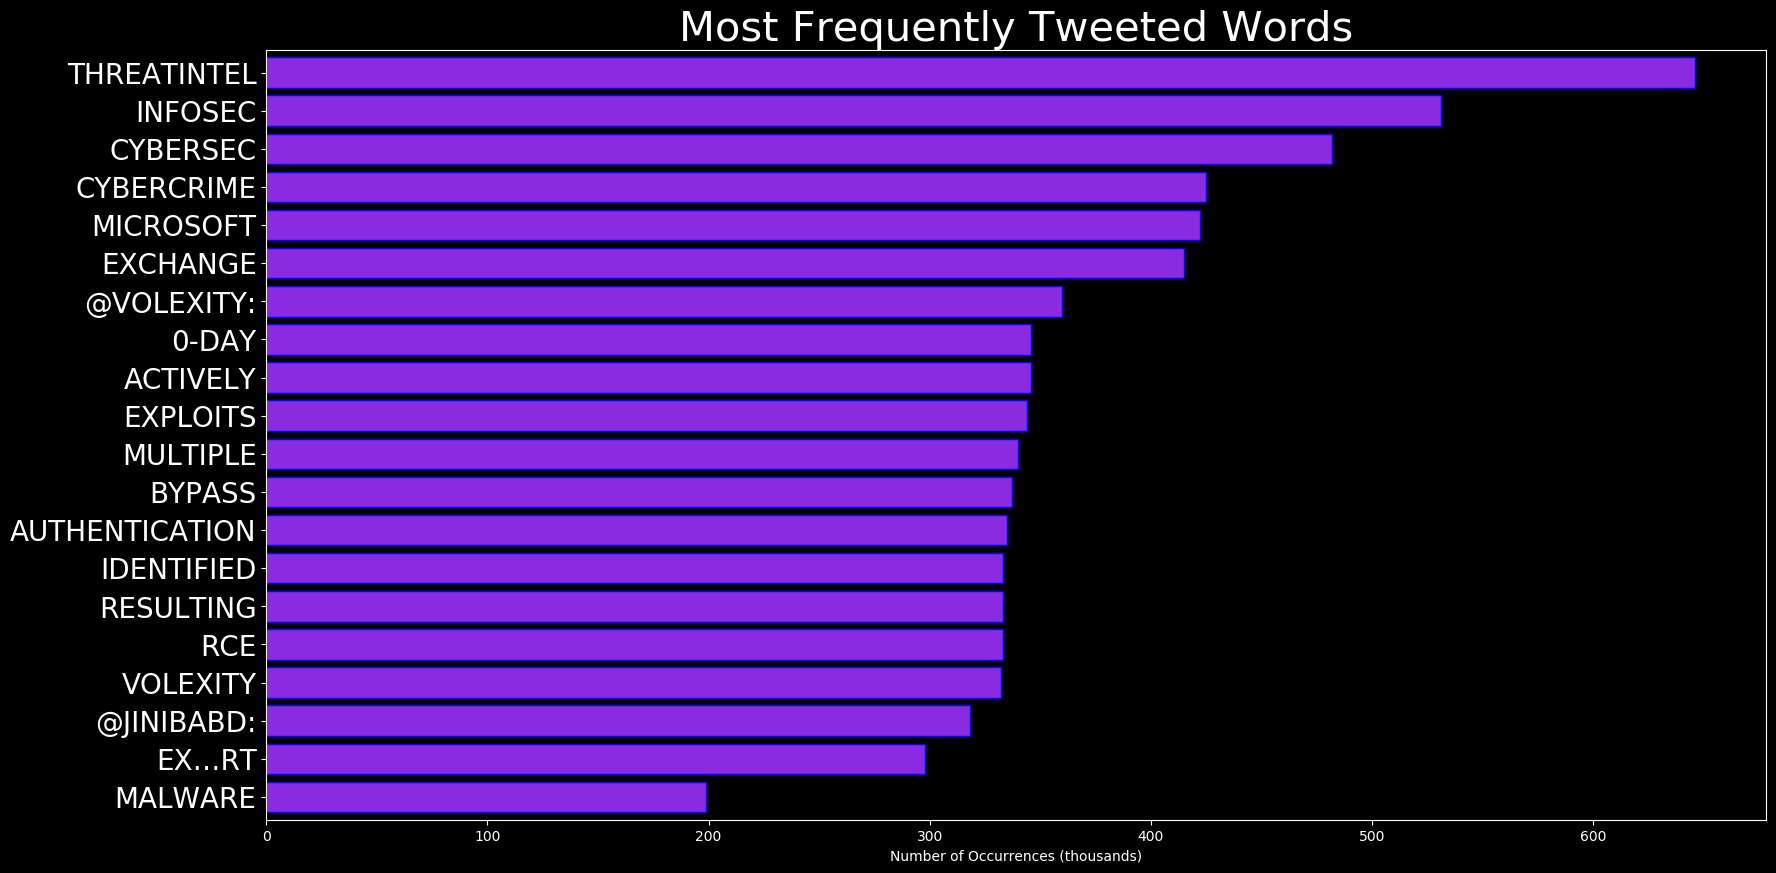 Most Frequently Tweeted Words
THREATINTEL
INFOSEC
CYBERSEC
CYBERCRIME
MICROSOFT
EXCHANGE
@VOLEXITY:
0-DAY
ACTIVELY
EXPLOITS
MULTIPLE
BYPASS
AUTHENTICATION
IDENTIFIED
RESULTING
RCE
VOLEXITY
@JINIBABD:
EX…RT
MALWARE
0 100 200 300 400 500 600
Number of Occurrences (thousands)